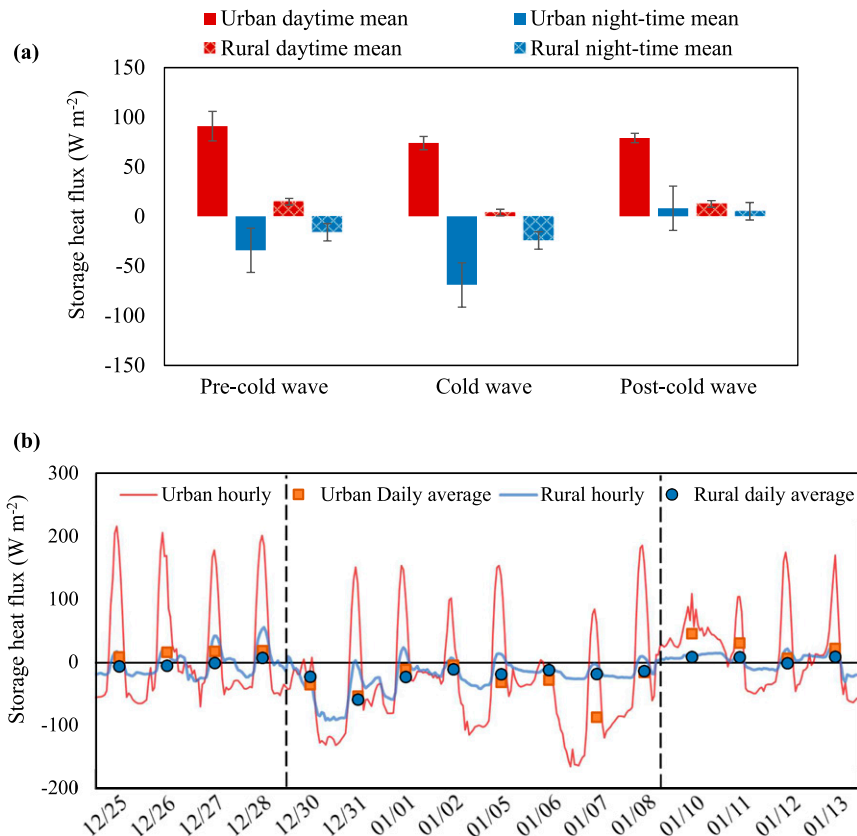 Urban daytime mean
Urban night-time mean
Rural daytime mean
Rural night-time mean
(a)
Storage heat flux (W m⁻²)
150
100
50
0
-50
-100
-150
Pre-cold wave
Cold wave
Post-cold wave
(b)
Storage heat flux (W m⁻²)
300
200
100
0
-100
-200
Urban hourly
Urban Daily average
Rural hourly
Rural daily average
12/25
12/26
12/27
12/28
12/30
12/31
01/01
01/02
01/05
01/06
01/07
01/08
01/10
01/11
01/12
01/13